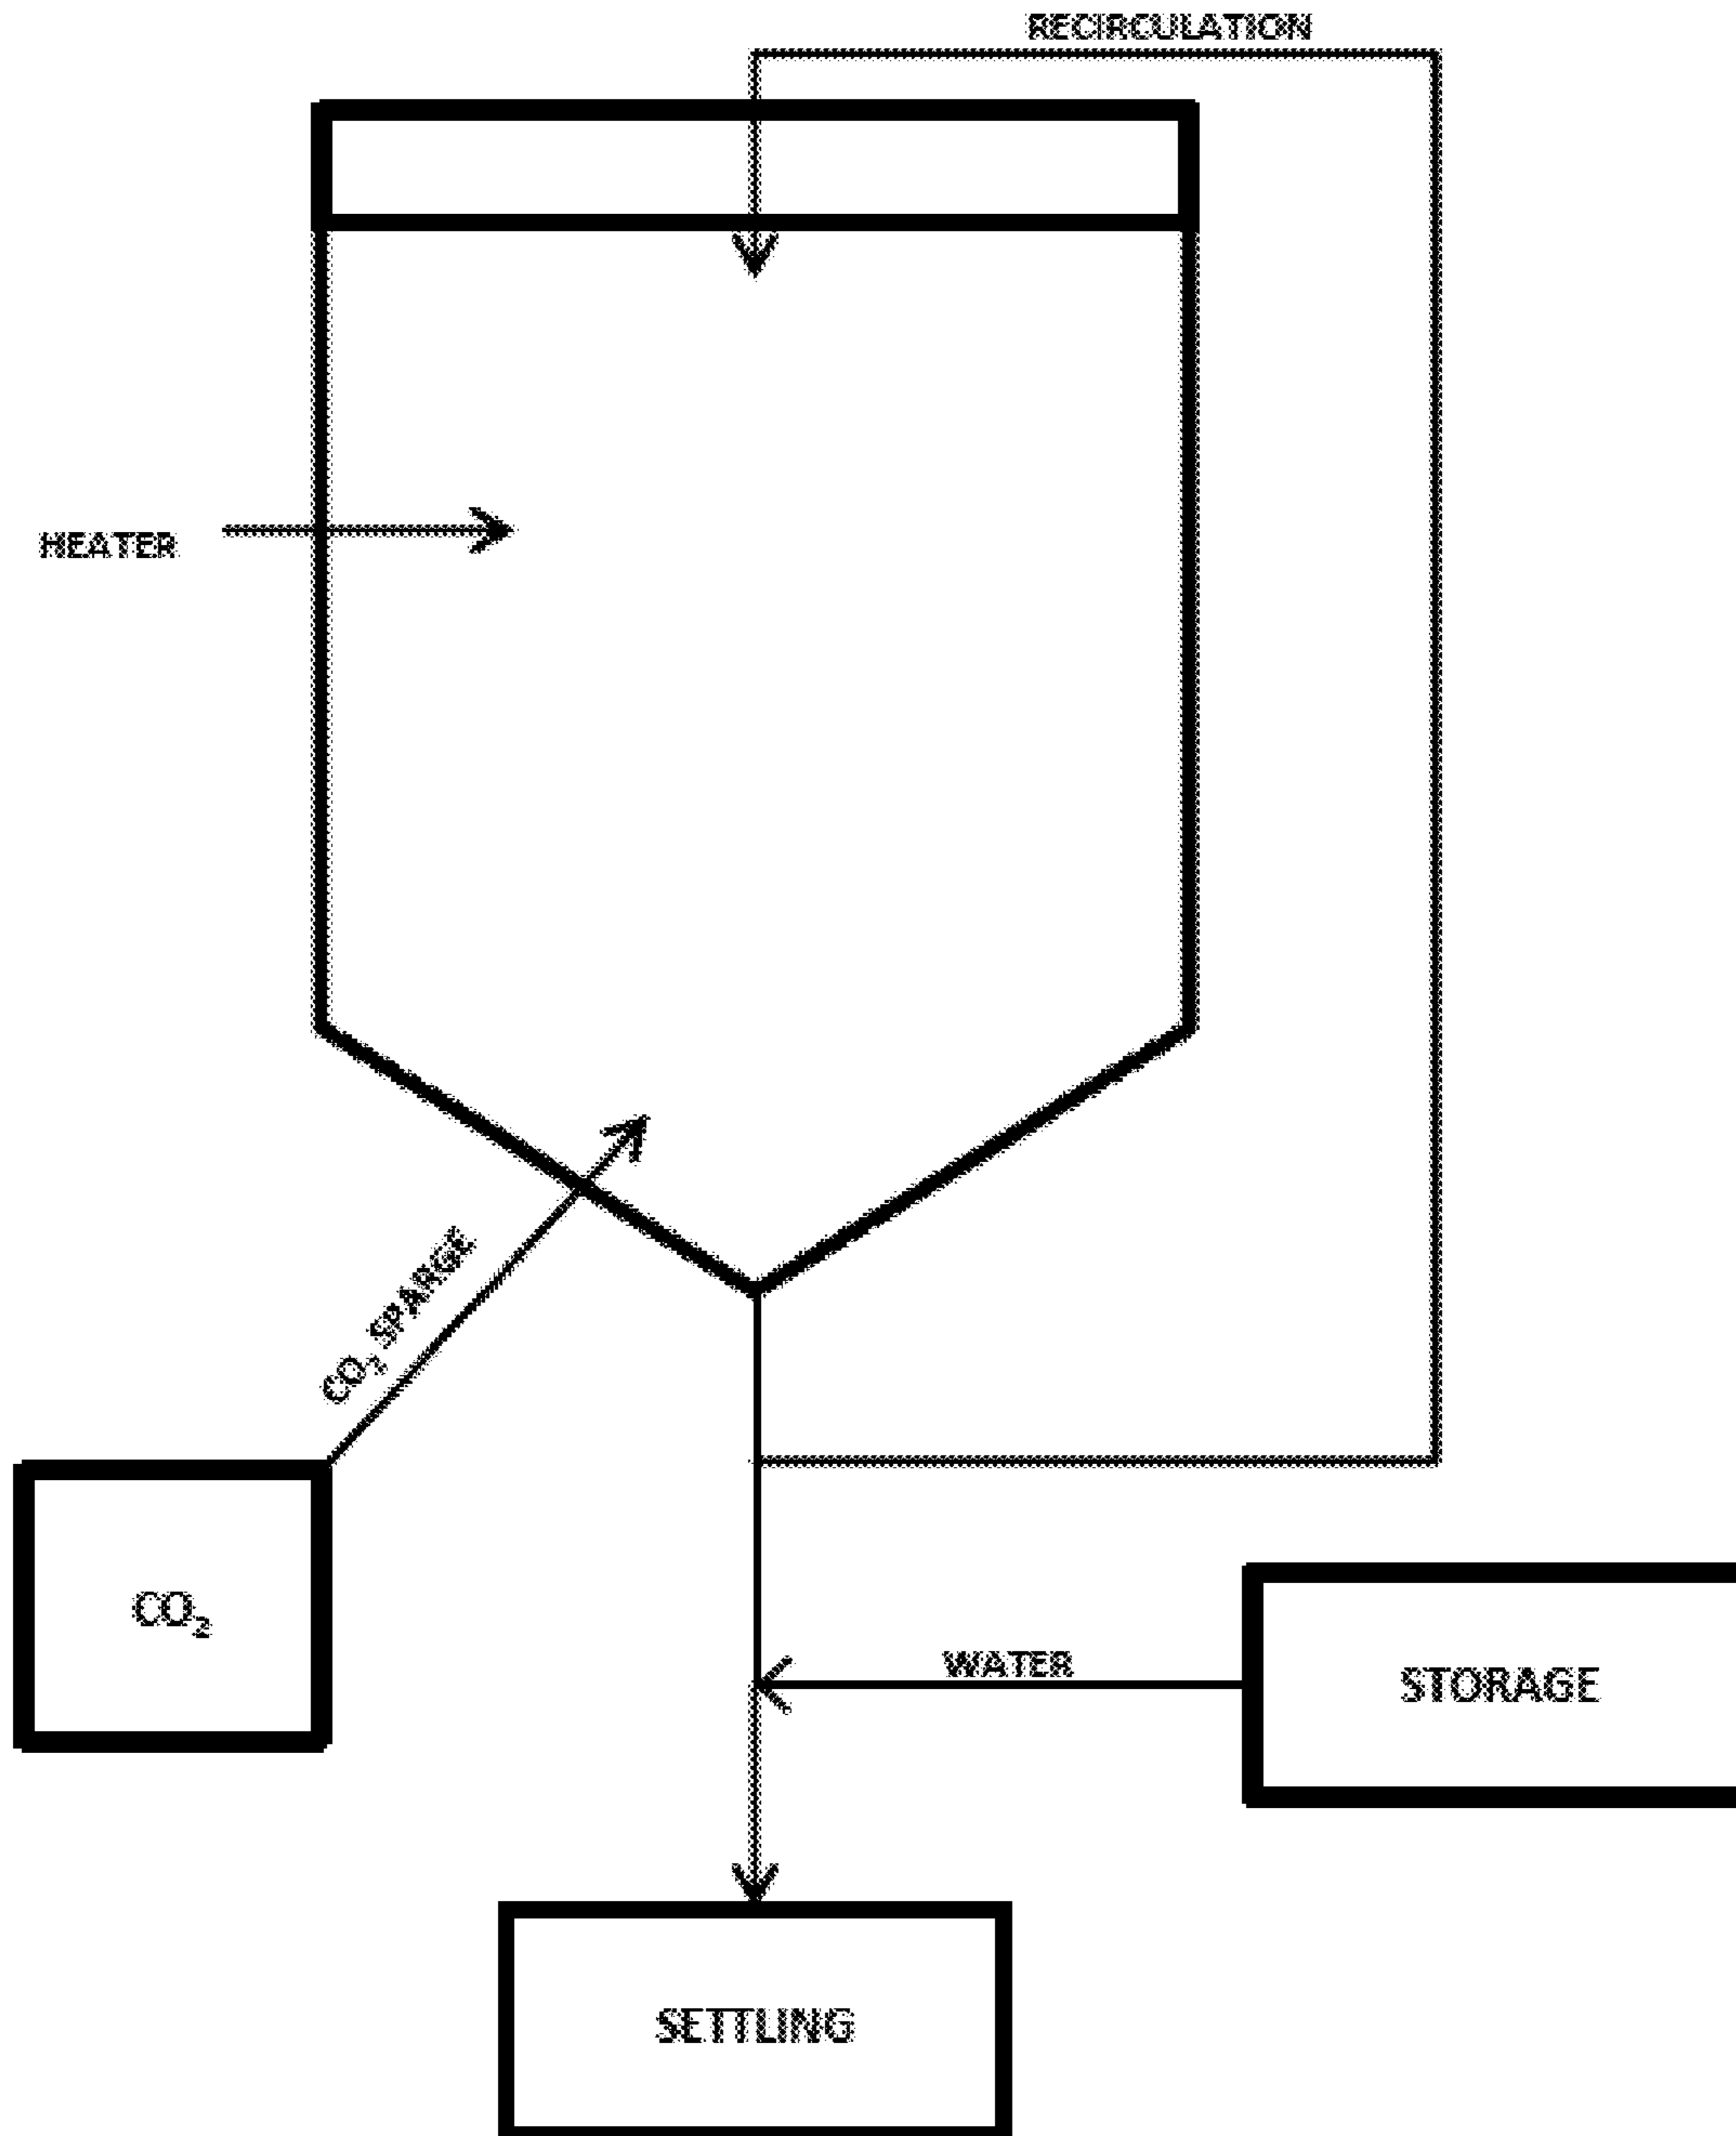 RECIRCULATION
HEATER
CO₂ SPARGE
CO₂
WATER
STORAGE
SETTLING